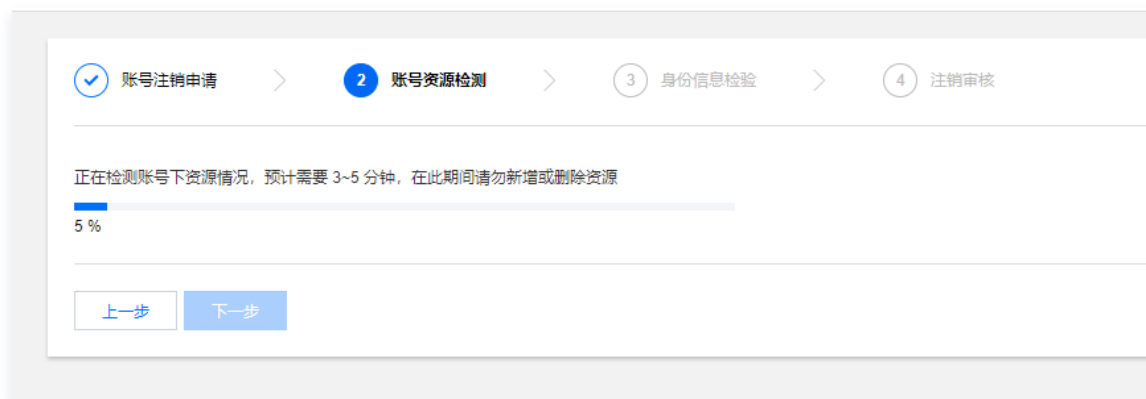 账号注销申请 2 账号资源检测 3 身份信息检验 4 注销审核
正在检测账号下资源情况，预计需要 3~5 分钟，在此期间请勿新增或删除资源
5 %
上一步 下一步